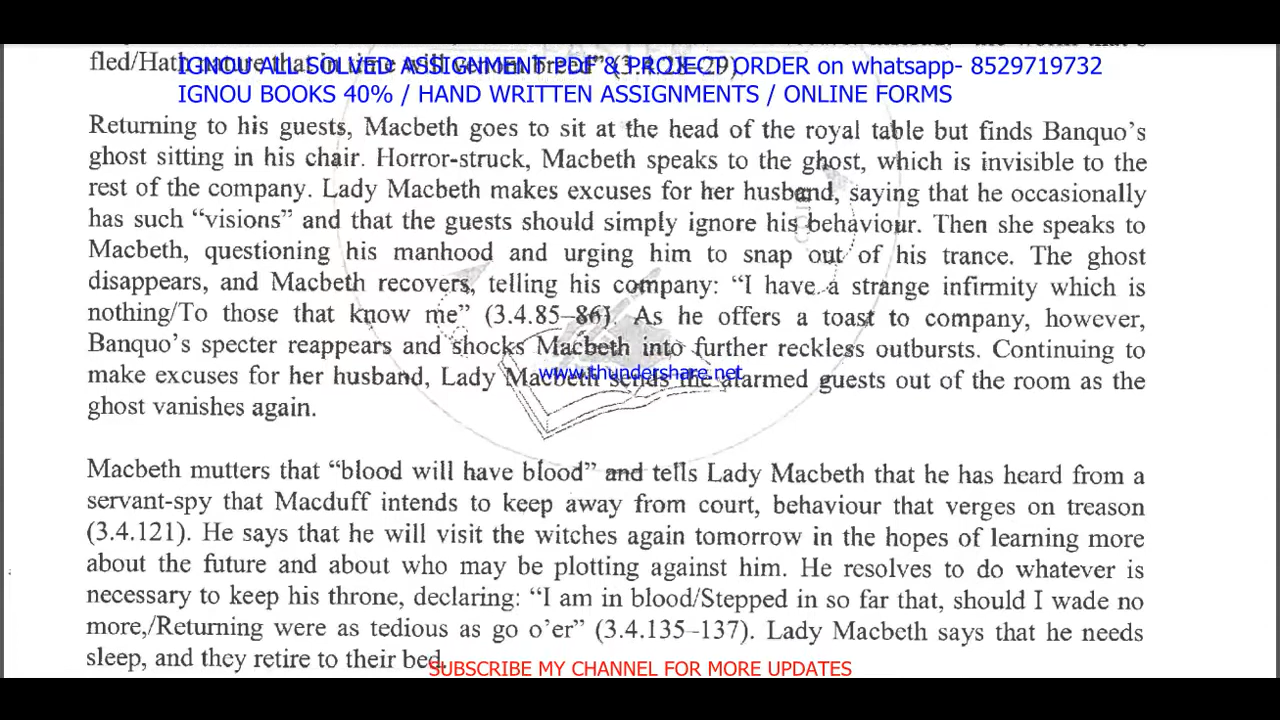 fled/Hath nature that in time will venom breed" (3.4.28–29)
IGNOU ALL SOLVED ASSIGNMENT PDF & PROJECT ORDER on whatsapp- 8529719732
IGNOU BOOKS 40% / HAND WRITTEN ASSIGNMENTS / ONLINE FORMS
Returning to his guests, Macbeth goes to sit at the head of the royal table but finds Banquo's
ghost sitting in his chair. Horror-struck, Macbeth speaks to the ghost, which is invisible to the
rest of the company. Lady Macbeth makes excuses for her husband, saying that he occasionally
has such "visions" and that the guests should simply ignore his behaviour. Then she speaks to
Macbeth, questioning his manhood and urging him to snap out of his trance. The ghost
disappears, and Macbeth recovers, telling his company: "I have a strange infirmity which is
nothing/To those that know me" (3.4.85–86). As he offers a toast to company, however,
Banquo's specter reappears and shocks Macbeth into further reckless outbursts. Continuing to
make excuses for her husband, Lady Macbeth sends the alarmed guests out of the room as the
www.thundershare.net
ghost vanishes again.
Macbeth mutters that "blood will have blood" and tells Lady Macbeth that he has heard from a
servant-spy that Macduff intends to keep away from court, behaviour that verges on treason
(3.4.121). He says that he will visit the witches again tomorrow in the hopes of learning more
about the future and about who may be plotting against him. He resolves to do whatever is
necessary to keep his throne, declaring: "I am in blood/Stepped in so far that, should I wade no
more,/Returning were as tedious as go o'er" (3.4.135–137). Lady Macbeth says that he needs
sleep, and they retire to their bed.
SUBSCRIBE MY CHANNEL FOR MORE UPDATES